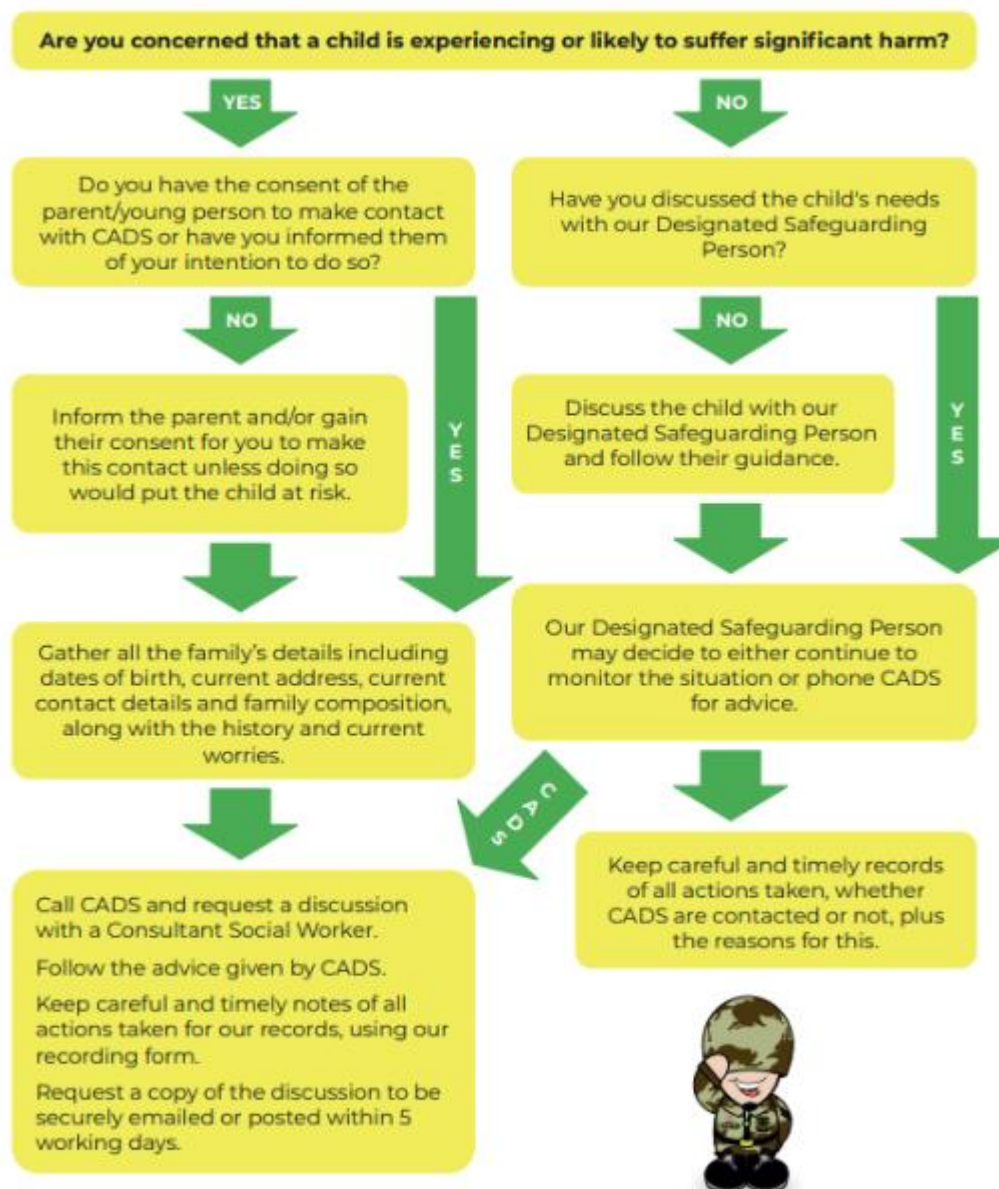 Are you concerned that a child is experiencing or likely to suffer significant harm?
YES
NO
Do you have the consent of the
parent/young person to make contact
with CADS or have you informed them
of your intention to do so?
Have you discussed the child's needs
with our Designated Safeguarding
Person?
NO
YES
NO
YES
Inform the parent and/or gain
their consent for you to make
this contact unless doing so
would put the child at risk.
Discuss the child with our
Designated Safeguarding Person
and follow their guidance.
Gather all the family's details including
dates of birth, current address, current
contact details and family composition,
along with the history and current
worries.
Our Designated Safeguarding Person
may decide to either continue to
monitor the situation or phone CADS
for advice.
CADS
Call CADS and request a discussion
with a Consultant Social Worker.
Follow the advice given by CADS.
Keep careful and timely notes of all
actions taken for our records, using our
recording form.
Request a copy of the discussion to be
securely emailed or posted within 5
working days.
Keep careful and timely records
of all actions taken, whether
CADS are contacted or not, plus
the reasons for this.